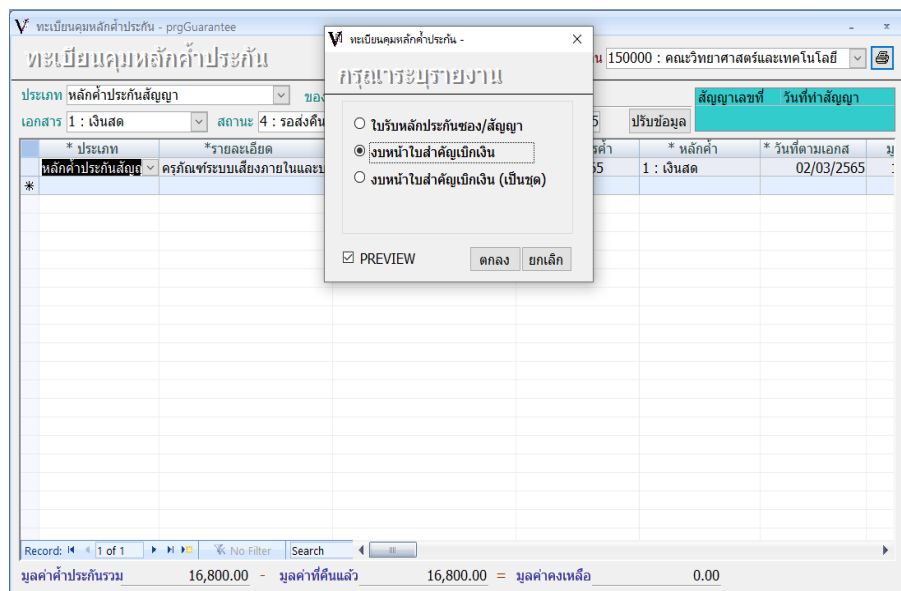 ทะเบียนคุมหลักค้ำประกัน - prgGuarantee
ทะเบียนคุมหลักค้ำประกัน
น 150000 : คณะวิทยาศาสตร์และเทคโนโลยี
ประเภท หลักค้ำประกันสัญญา ของ
สัญญาเลขที่ วันที่ทำสัญญา
เอกสาร 1 : เงินสด สถานะ 4 : รอส่งคืน
5 ปรับข้อมูล
* ประเภท *รายละเอียด รค้ำ * หลักค้ำ * วันที่ตามเอกส มู
หลักค้ำประกันสัญญ ครุภัณฑ์ระบบเสียงภายในและบ 55 1 : เงินสด 02/03/2565 1
*
ทะเบียนคุมหลักค้ำประกัน -
กรุณาระบุรายงาน
ใบรับหลักประกันซอง/สัญญา
งบหน้าใบสำคัญเบิกเงิน
งบหน้าใบสำคัญเบิกเงิน (เป็นชุด)
PREVIEW ตกลง ยกเลิก
Record: 1 of 1 No Filter Search
มูลค่าค้ำประกันรวม 16,800.00 - มูลค่าที่คืนแล้ว 16,800.00 = มูลค่าคงเหลือ 0.00